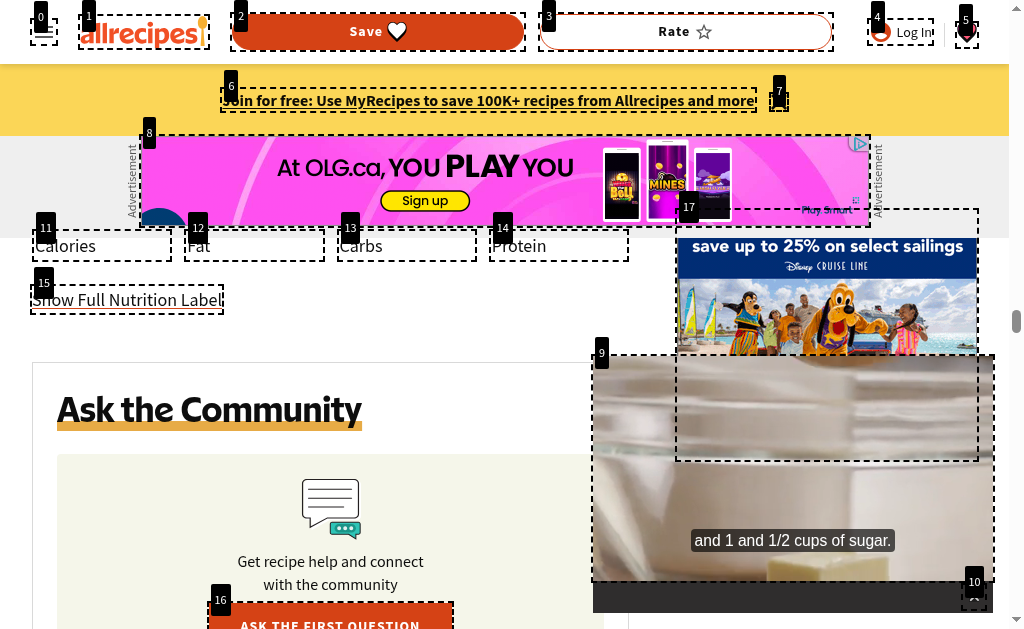 allrecipes
Save
Rate
Log In
Join for free: Use MyRecipes to save 100K+ recipes from Allrecipes and more
Advertisement
At OLG.ca, YOU PLAY YOU
Sign up
MINES
Play Smart
Advertisement
Calories
Fat
Carbs
Protein
save up to 25% on select sailings
Disney CRUISE LINE
Show Full Nutrition Label
Ask the Community
Get recipe help and connect
with the community
ASK THE FIRST QUESTION
and 1 and 1/2 cups of sugar.
0
1
2
3
4
5
6
7
8
9
10
11
12
13
14
15
16
17